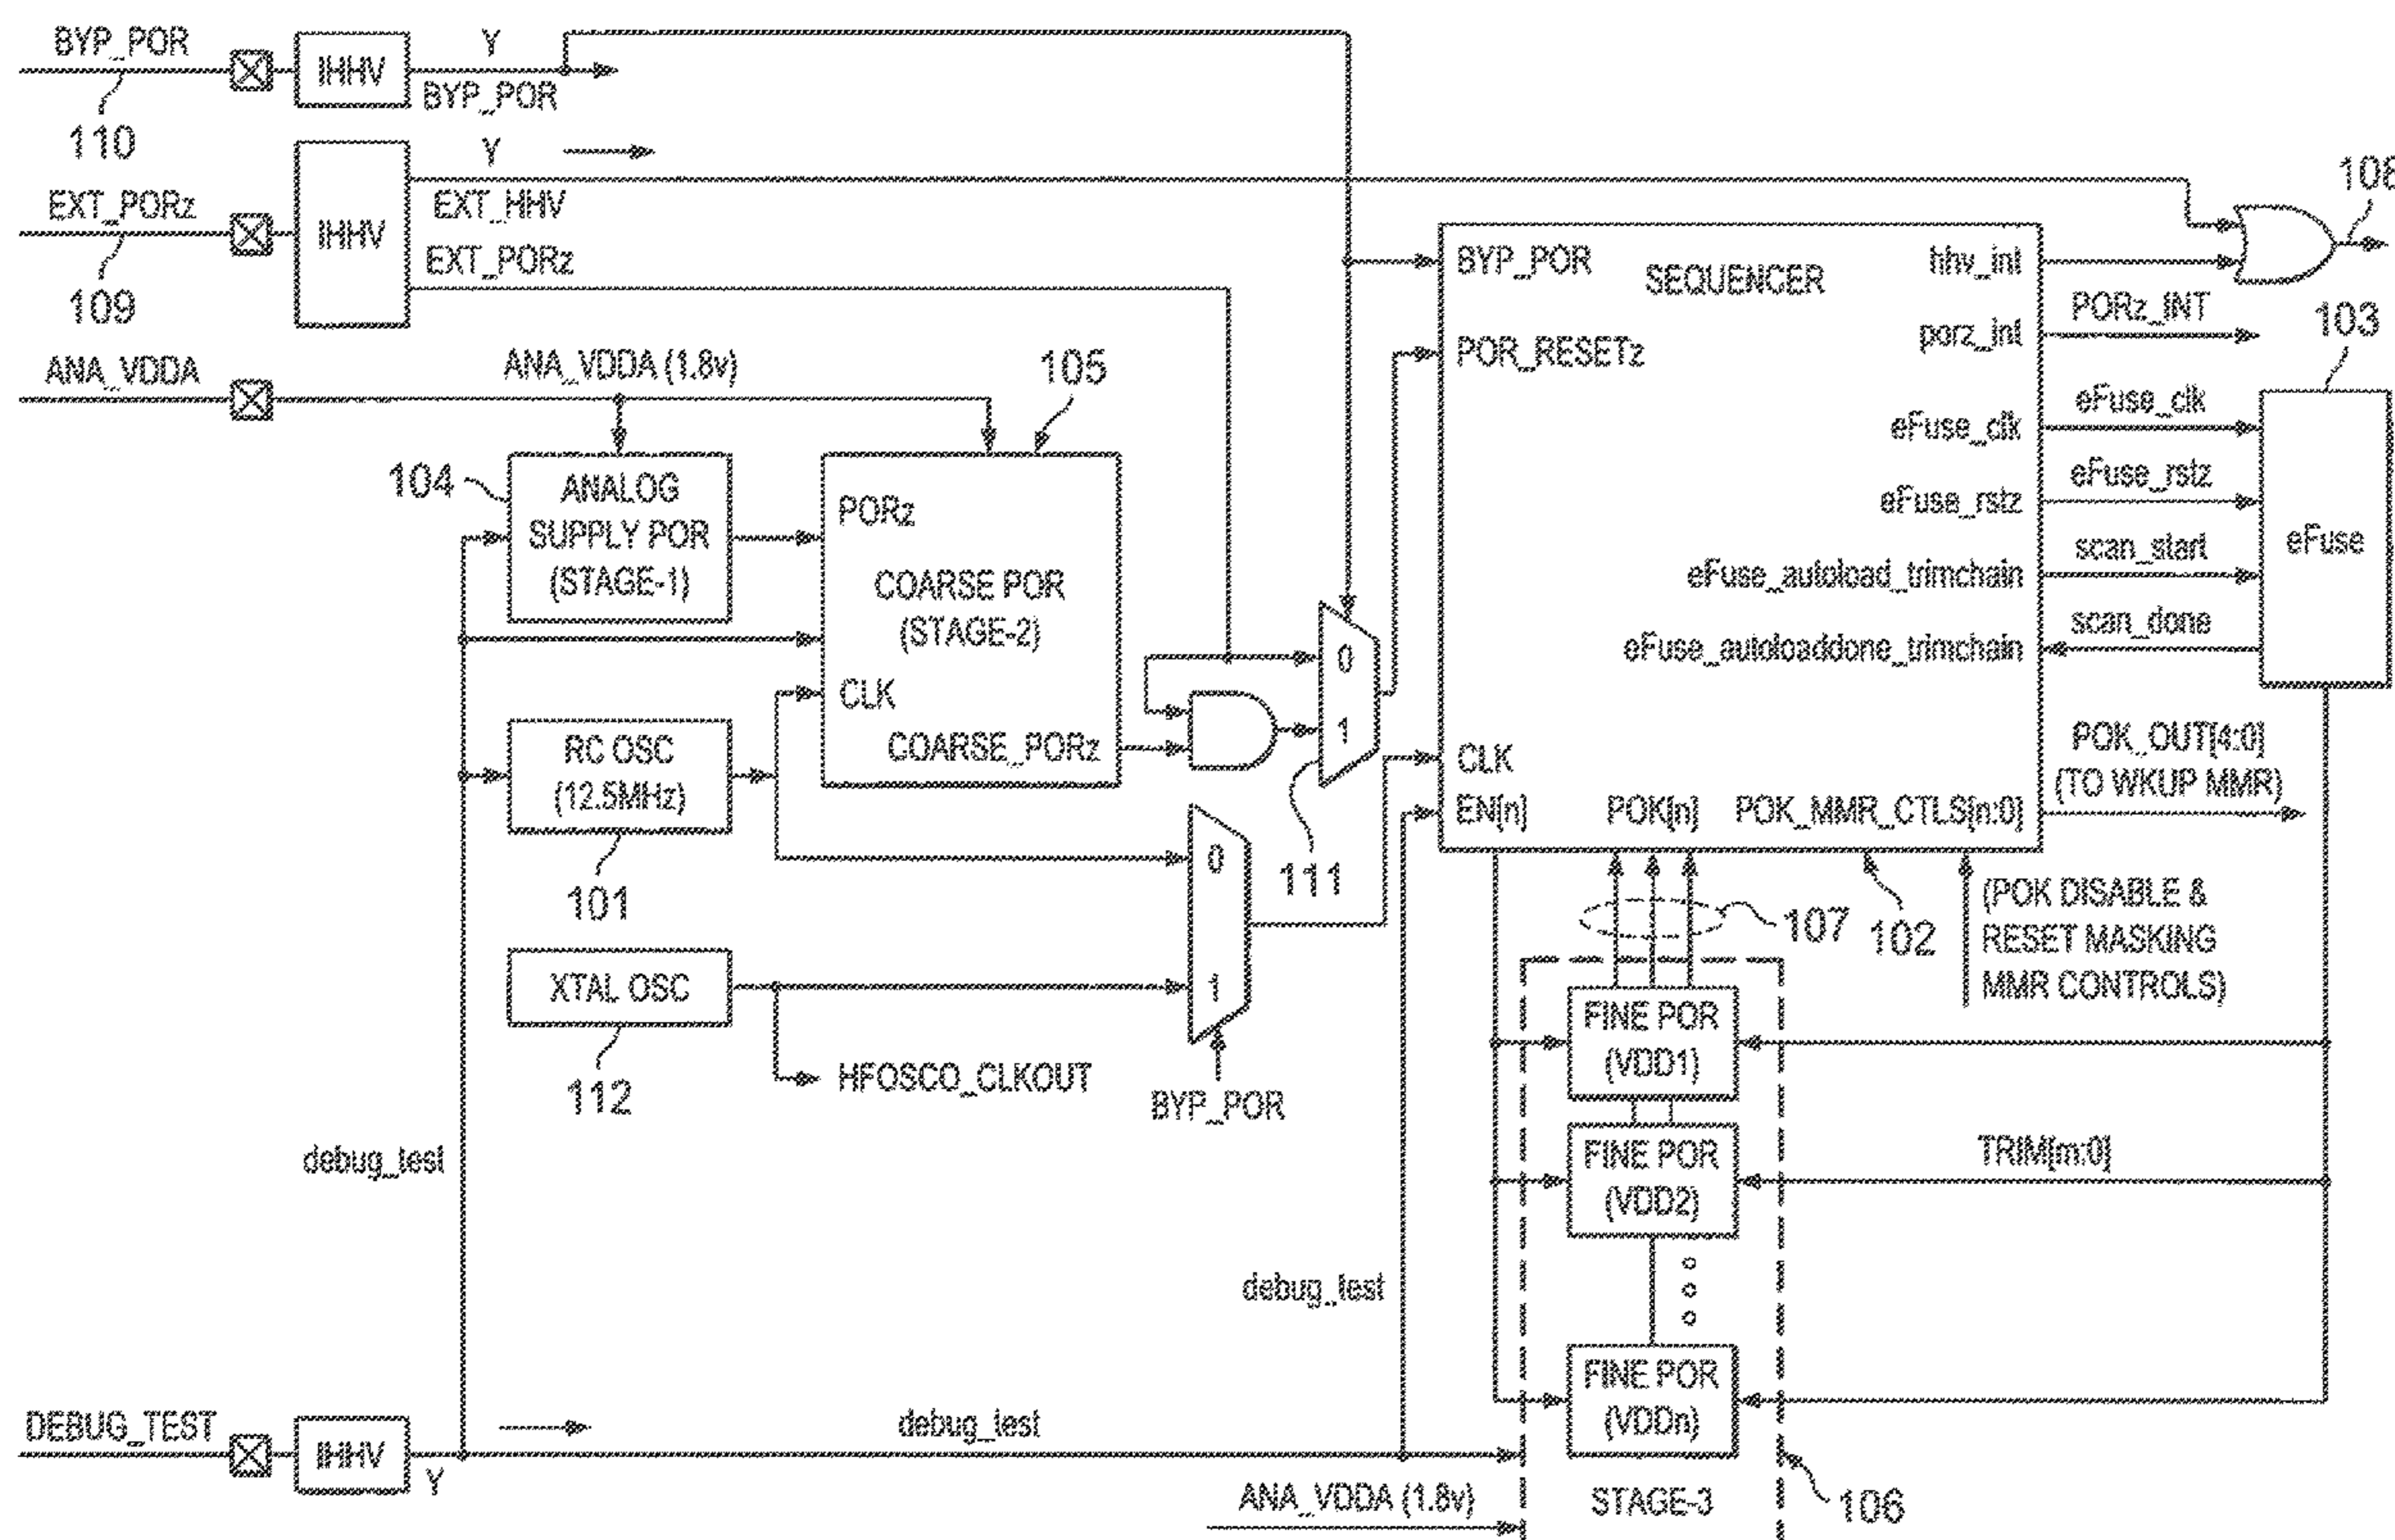 BYP_POR
110
IHHV
Y
BYP_POR
EXT_PORz
109
IHHV
Y
EXT_HHV
EXT_PORz
ANA_VDDA
ANA_VDDA (1.8v)
105
104
ANALOG
SUPPLY POR
(STAGE-1)
PORz
COARSE POR
(STAGE-2)
CLK
COARSE_PORz
RC OSC
(12.5MHz)
101
XTAL OSC
112
HFOSCO_CLKOUT
0
1
BYP_POR
0
1
111
BYP_POR
SEQUENCER
POR_RESETz
CLK
EN[n]
POK[n]
POK_MMR_CTLS[n:0]
hhv_int
porz_int
eFuse_clk
eFuse_rstz
eFuse_autoload_trimchain
eFuse_autoloaddone_trimchain
PORz_INT
eFuse_clk
eFuse_rstz
scan_start
scan_done
108
103
eFuse
POK_OUT[4:0]
(TO WKUP MMR)
107
102
(POK DISABLE &
RESET MASKING
MMR CONTROLS)
FINE POR
(VDD1)
FINE POR
(VDD2)
FINE POR
(VDDn)
TRIM[m:0]
STAGE-3
106
debug_test
debug_test
DEBUG_TEST
IHHV
Y
debug_test
ANA_VDDA (1.8v)